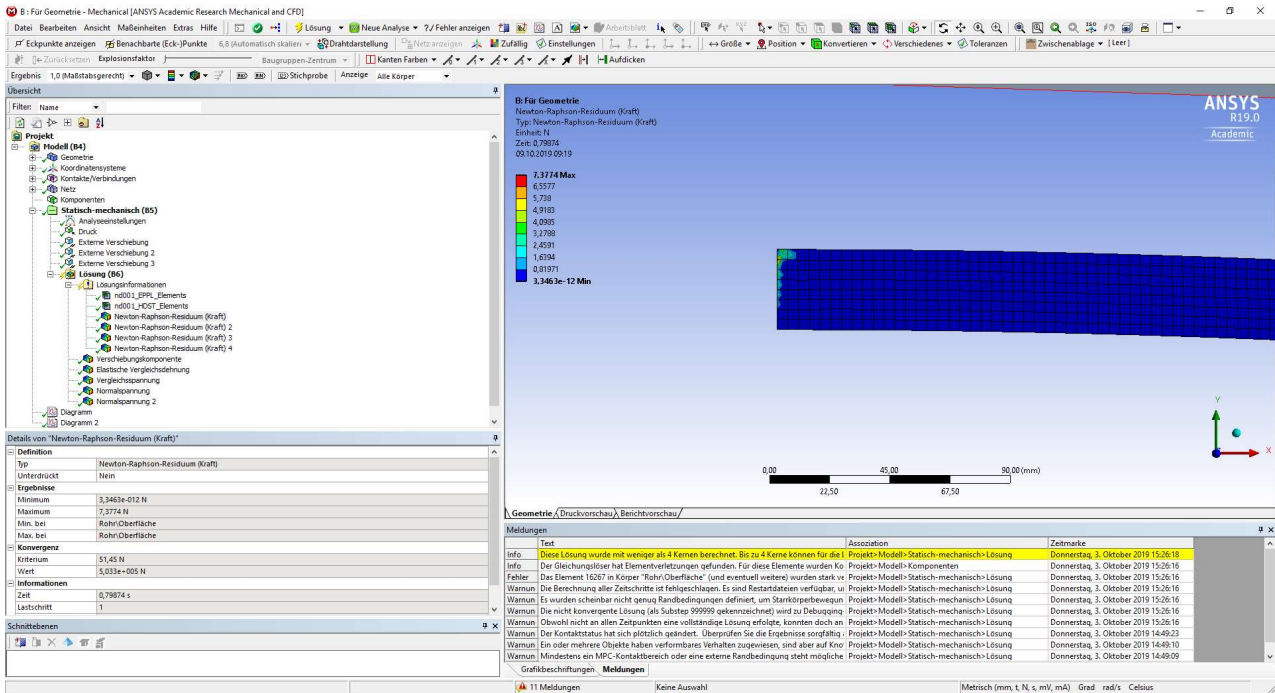 B : Für Geometrie - Mechanical [ANSYS Academic Research Mechanical and CFD]
Datei Bearbeiten Ansicht Maßeinheiten Extras Hilfe Lösung Neue Analyse ?/ Fehler anzeigen Arbeitsblatt
Eckpunkte anzeigen Benachbarte (Eck-)Punkte 6,8 (Automatisch skalieren) Drahtdarstellung Netz anzeigen Zufällig Einstellungen Größe Position Konvertieren Verschiedenes Toleranzen Zwischenablage [Leer]
Zurücksetzen Explosionsfaktor Baugruppen-Zentrum Kanten Farben Aufdicken
Ergebnis 1,0 (Maßstabsgerecht) Stichprobe Anzeige Alle Körper
Übersicht
Filter: Name
Projekt
Modell (B4)
Geometrie
Koordinatensysteme
Kontakte/Verbindungen
Netz
Komponenten
Statisch-mechanisch (B5)
Analyseeinstellungen
Druck
Externe Verschiebung
Externe Verschiebung 2
Externe Verschiebung 3
Lösung (B6)
Lösungsinformationen
nd001_EPPL_Elements
nd001_HDST_Elements
Newton-Raphson-Residuum (Kraft)
Newton-Raphson-Residuum (Kraft) 2
Newton-Raphson-Residuum (Kraft) 3
Newton-Raphson-Residuum (Kraft) 4
Verschiebungskomponente
Elastische Vergleichsdehnung
Vergleichsspannung
Normalspannung
Normalspannung 2
Diagramm
Diagramm 2
Details von "Newton-Raphson-Residuum (Kraft)"
Definition
Typ Newton-Raphson-Residuum (Kraft)
Unterdrückt Nein
Ergebnisse
Minimum 3,3463e-012 N
Maximum 7,3774 N
Min. bei Rohr\Oberfläche
Max. bei Rohr\Oberfläche
Konvergenz
Kriterium 51,45 N
Wert 5,033e+005 N
Informationen
Zeit 0,79874 s
Lastschritt 1
Schnittebenen
B: Für Geometrie
Newton-Raphson-Residuum (Kraft)
Typ: Newton-Raphson-Residuum (Kraft)
Einheit: N
Zeit: 0,79874
09.10.2019 09:19
7,3774 Max
6,5577
5,738
4,9183
4,0985
3,2788
2,4591
1,6394
0,81971
3,3463e-12 Min
ANSYS
R19.0
Academic
Y
X
0,00 45,00 90,00 (mm)
22,50 67,50
Geometrie Druckvorschau Berichtvorschau
Meldungen
Text Assoziation Zeitmarke
Info Diese Lösung wurde mit weniger als 4 Kernen berechnet. Bis zu 4 Kerne können für die L Projekt>Modell>Statisch-mechanisch>Lösung Donnerstag, 3. Oktober 2019 15:26:18
Info Der Gleichungslöser hat Elementverletzungen gefunden. Für diese Elemente wurden Ko Projekt>Modell>Komponenten Donnerstag, 3. Oktober 2019 15:26:16
Fehler Das Element 16267 in Körper "Rohr\Oberfläche" (und eventuell weitere) wurden stark ve Projekt>Modell>Statisch-mechanisch>Lösung Donnerstag, 3. Oktober 2019 15:26:16
Warnun Die Berechnung aller Zeitschritte ist fehlgeschlagen. Es sind Restartdateien verfügbar, ur Projekt>Modell>Statisch-mechanisch>Lösung Donnerstag, 3. Oktober 2019 15:26:16
Warnun Es wurden scheinbar nicht genug Randbedingungen definiert, um Starrkörperbewegun Projekt>Modell>Statisch-mechanisch>Lösung Donnerstag, 3. Oktober 2019 15:26:16
Warnun Die nicht konvergente Lösung (als Substep 999999 gekennzeichnet) wird zu Debugging- Projekt>Modell>Statisch-mechanisch>Lösung Donnerstag, 3. Oktober 2019 15:26:16
Warnun Obwohl nicht an allen Zeitpunkten eine vollständige Lösung erfolgte, konnten doch an Projekt>Modell>Statisch-mechanisch>Lösung Donnerstag, 3. Oktober 2019 15:26:16
Warnun Der Kontaktstatus hat sich plötzlich geändert. Überprüfen Sie die Ergebnisse sorgfältig Projekt>Modell>Statisch-mechanisch>Lösung Donnerstag, 3. Oktober 2019 14:49:23
Warnun Ein oder mehrere Objekte haben verformbares Verhalten zugewiesen, sind aber auf Kno Projekt>Modell>Statisch-mechanisch>Lösung Donnerstag, 3. Oktober 2019 14:49:10
Warnun Mindestens ein MPC-Kontaktbereich oder eine externe Randbedingung steht mögliche Projekt>Modell>Statisch-mechanisch>Lösung Donnerstag, 3. Oktober 2019 14:49:09
Grafikbeschriftungen Meldungen
11 Meldungen Keine Auswahl Metrisch (mm, t, N, s, mV, mA) Grad rad/s Celsius